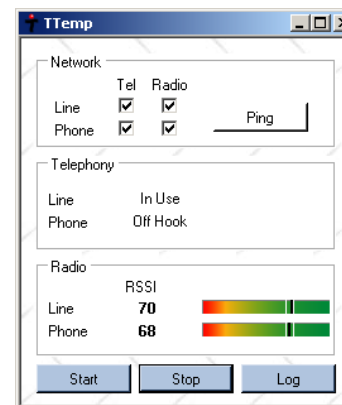 TTemp
Network
Tel Radio
Line
Phone
Ping
Telephony
Line In Use
Phone Off Hook
Radio
RSSI
Line 70
Phone 68
Start Stop Log